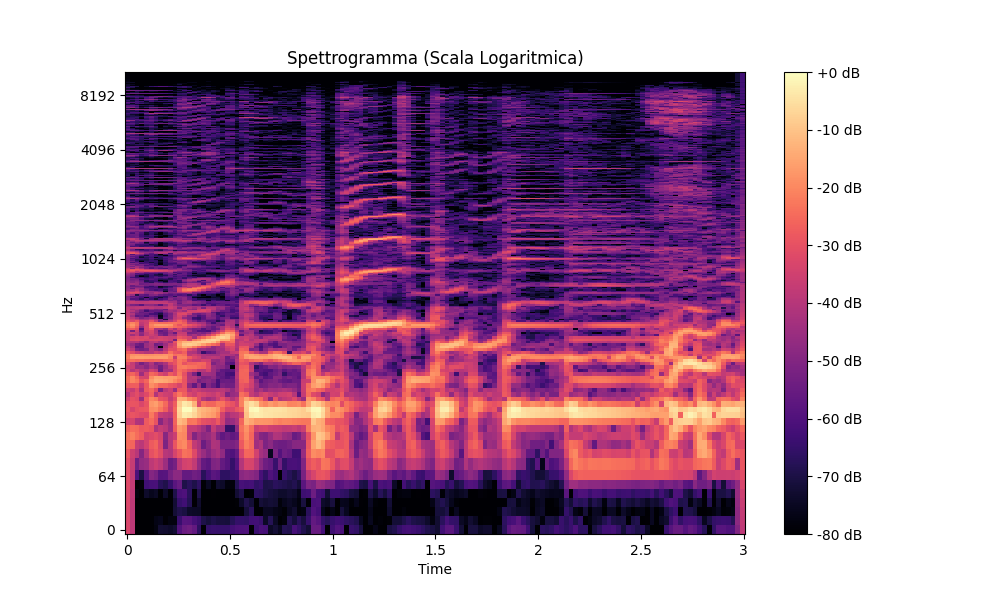 Spettrogramma (Scala Logaritmica)
Hz
8192
4096
2048
1024
512
256
128
64
0
0 0.5 1 1.5 2 2.5 3
Time
+0 dB
-10 dB
-20 dB
-30 dB
-40 dB
-50 dB
-60 dB
-70 dB
-80 dB